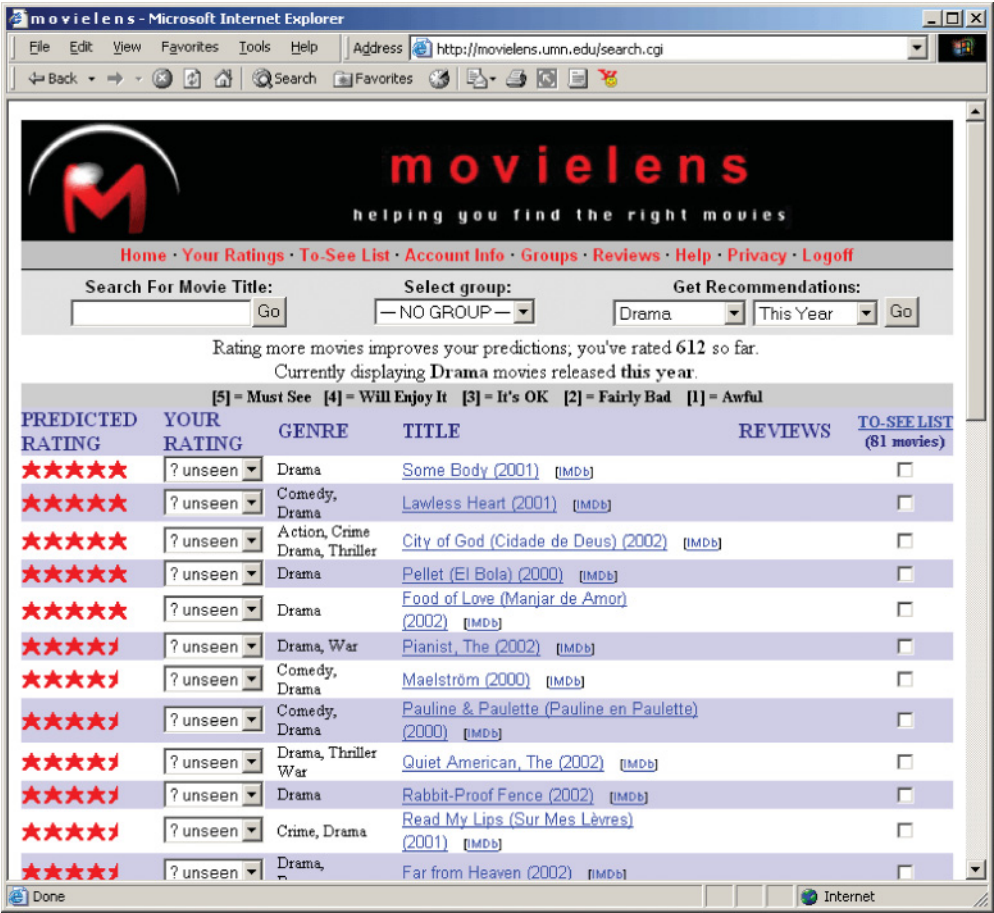 m o v i e l e n s - Microsoft Internet Explorer
File Edit View Favorites Tools Help Address http://movielens.umn.edu/search.cgi
Back Search Favorites
M
movielens
helping you find the right movies
Home · Your Ratings · To-See List · Account Info · Groups · Reviews · Help · Privacy · Logoff
Search For Movie Title: Select group: Get Recommendations:
Go — NO GROUP — Drama This Year Go
Rating more movies improves your predictions; you've rated 612 so far.
Currently displaying Drama movies released this year.
[5] = Must See [4] = Will Enjoy It [3] = It's OK [2] = Fairly Bad [1] = Awful
PREDICTED RATING YOUR RATING GENRE TITLE REVIEWS TO-SEE LIST (81 movies)
? unseen Drama Some Body (2001) [IMDb]
? unseen Comedy, Drama Lawless Heart (2001) [IMDb]
? unseen Action, Crime Drama, Thriller City of God (Cidade de Deus) (2002) [IMDb]
? unseen Drama Pellet (El Bola) (2000) [IMDb]
? unseen Drama Food of Love (Manjar de Amor) (2002) [IMDb]
? unseen Drama, War Pianist, The (2002) [IMDb]
? unseen Comedy, Drama Maelström (2000) [IMDb]
? unseen Comedy, Drama Pauline & Paulette (Pauline en Paulette) (2000) [IMDb]
? unseen Drama, Thriller War Quiet American, The (2002) [IMDb]
? unseen Drama Rabbit-Proof Fence (2002) [IMDb]
? unseen Crime, Drama Read My Lips (Sur Mes Lèvres) (2001) [IMDb]
? unseen Drama, Far from Heaven (2002) [IMDb]
Done Internet